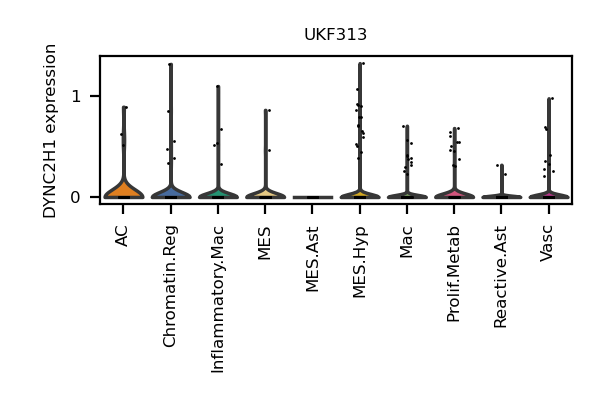 UKF313
DYNC2H1 expression
1
0
AC
Chromatin.Reg
Inflammatory.Mac
MES
MES.Ast
MES.Hyp
Mac
Prolif.Metab
Reactive.Ast
Vasc